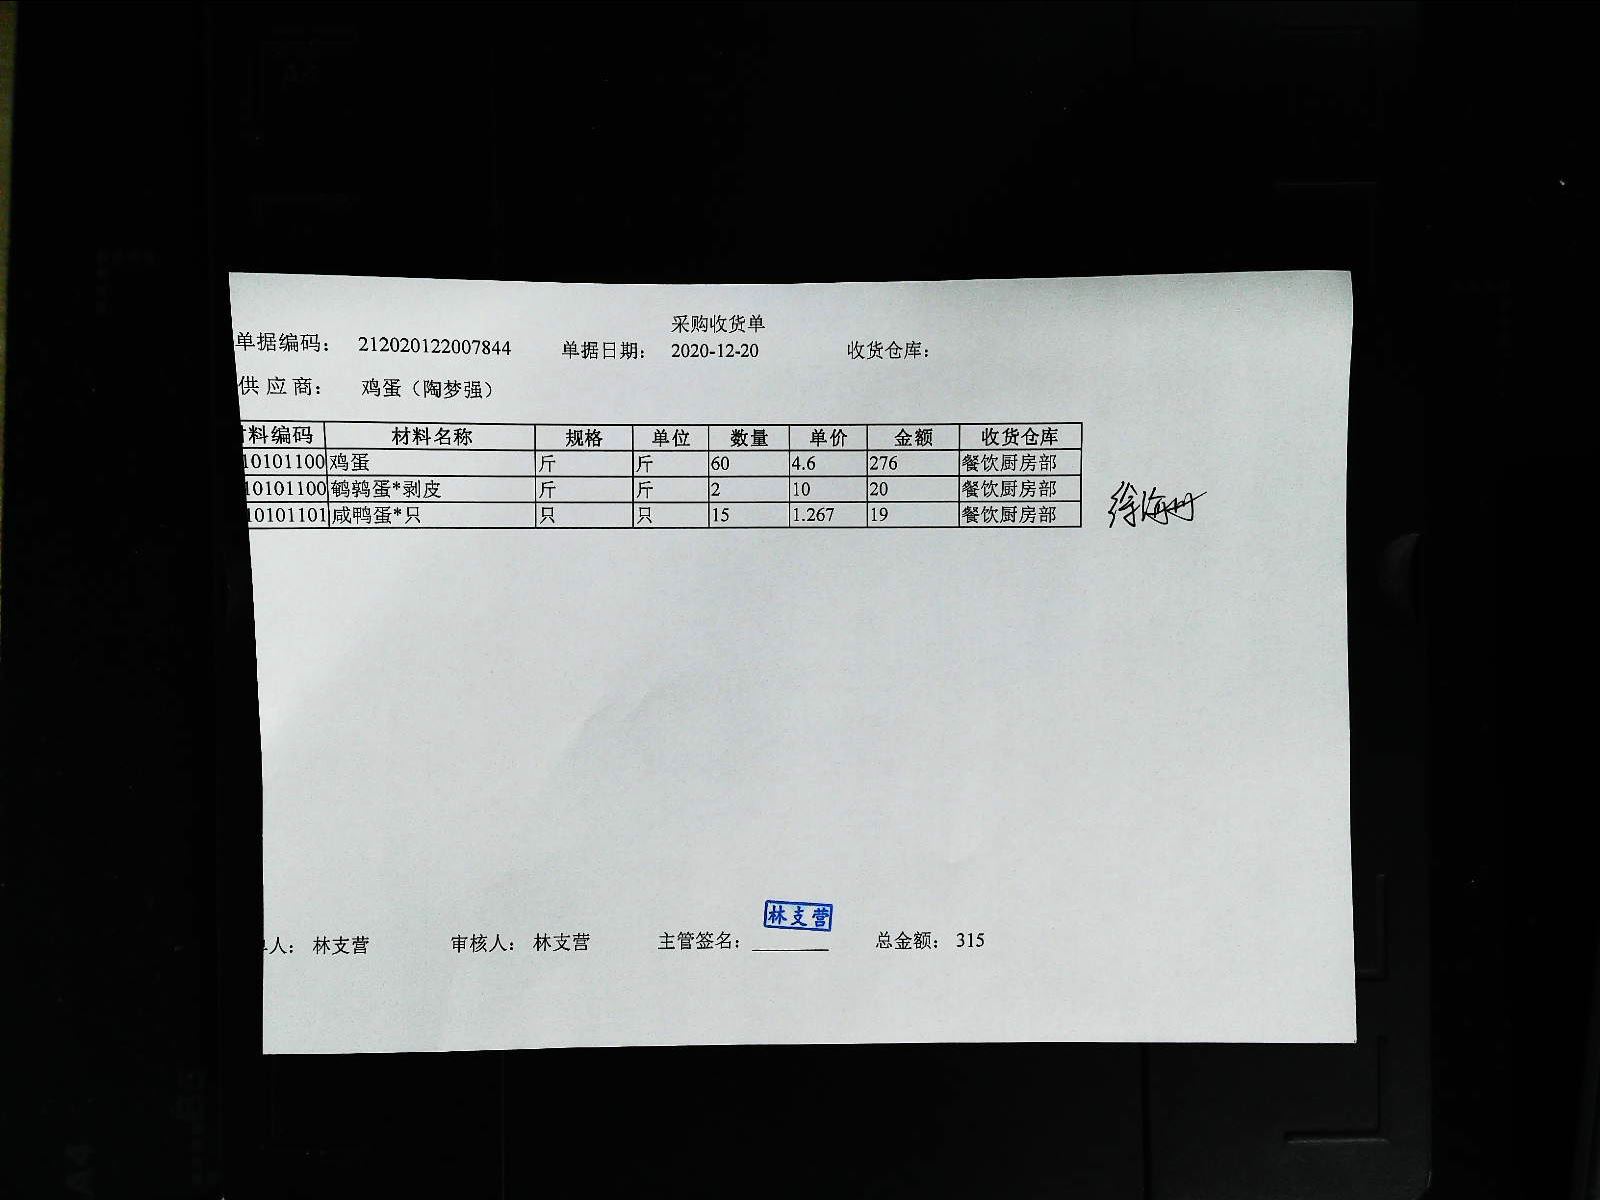 采购收货单
单据编码: 212020122007844 单据日期: 2020-12-20 收货仓库:
供 应 商: 鸡蛋（陶梦强）
材料编码 材料名称 规格 单位 数量 单价 金额 收货仓库
10101100 鸡蛋 斤 斤 60 4.6 276 餐饮厨房部
10101100 鹌鹑蛋*剥皮 斤 斤 2 10 20 餐饮厨房部
10101101 咸鸭蛋*只 只 只 15 1.267 19 餐饮厨房部
林支营
人: 林支营 审核人: 林支营 主管签名: 总金额: 315